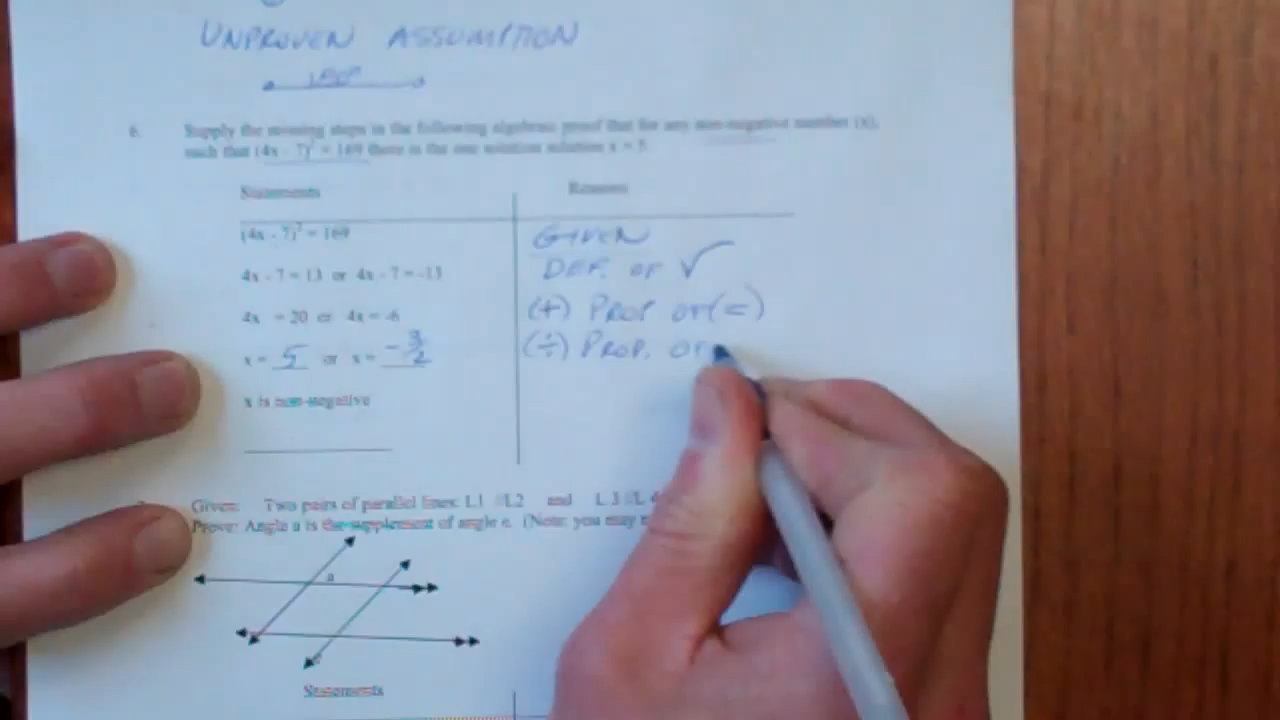 UNPROVEN ASSUMPTION
6. Supply the missing steps in the following algebraic proof that for any non-negative number (x),
such that (4x - 7)² = 169 there is the one solution solution x = 5
Statements Reasons
(4x - 7)² = 169 GIVEN
4x - 7 = 13 or 4x - 7 = -13 DEF. OF √
4x = 20 or 4x = -6 (+) PROP OF (=)
x = 5 or x = -3/2 (÷) PROP. OF
x is non-negative
Given: Two pairs of parallel lines: L1 // L2 and L 3 // L 4
Prove: Angle a is the supplement of angle e. (Note: you may
a
Statements